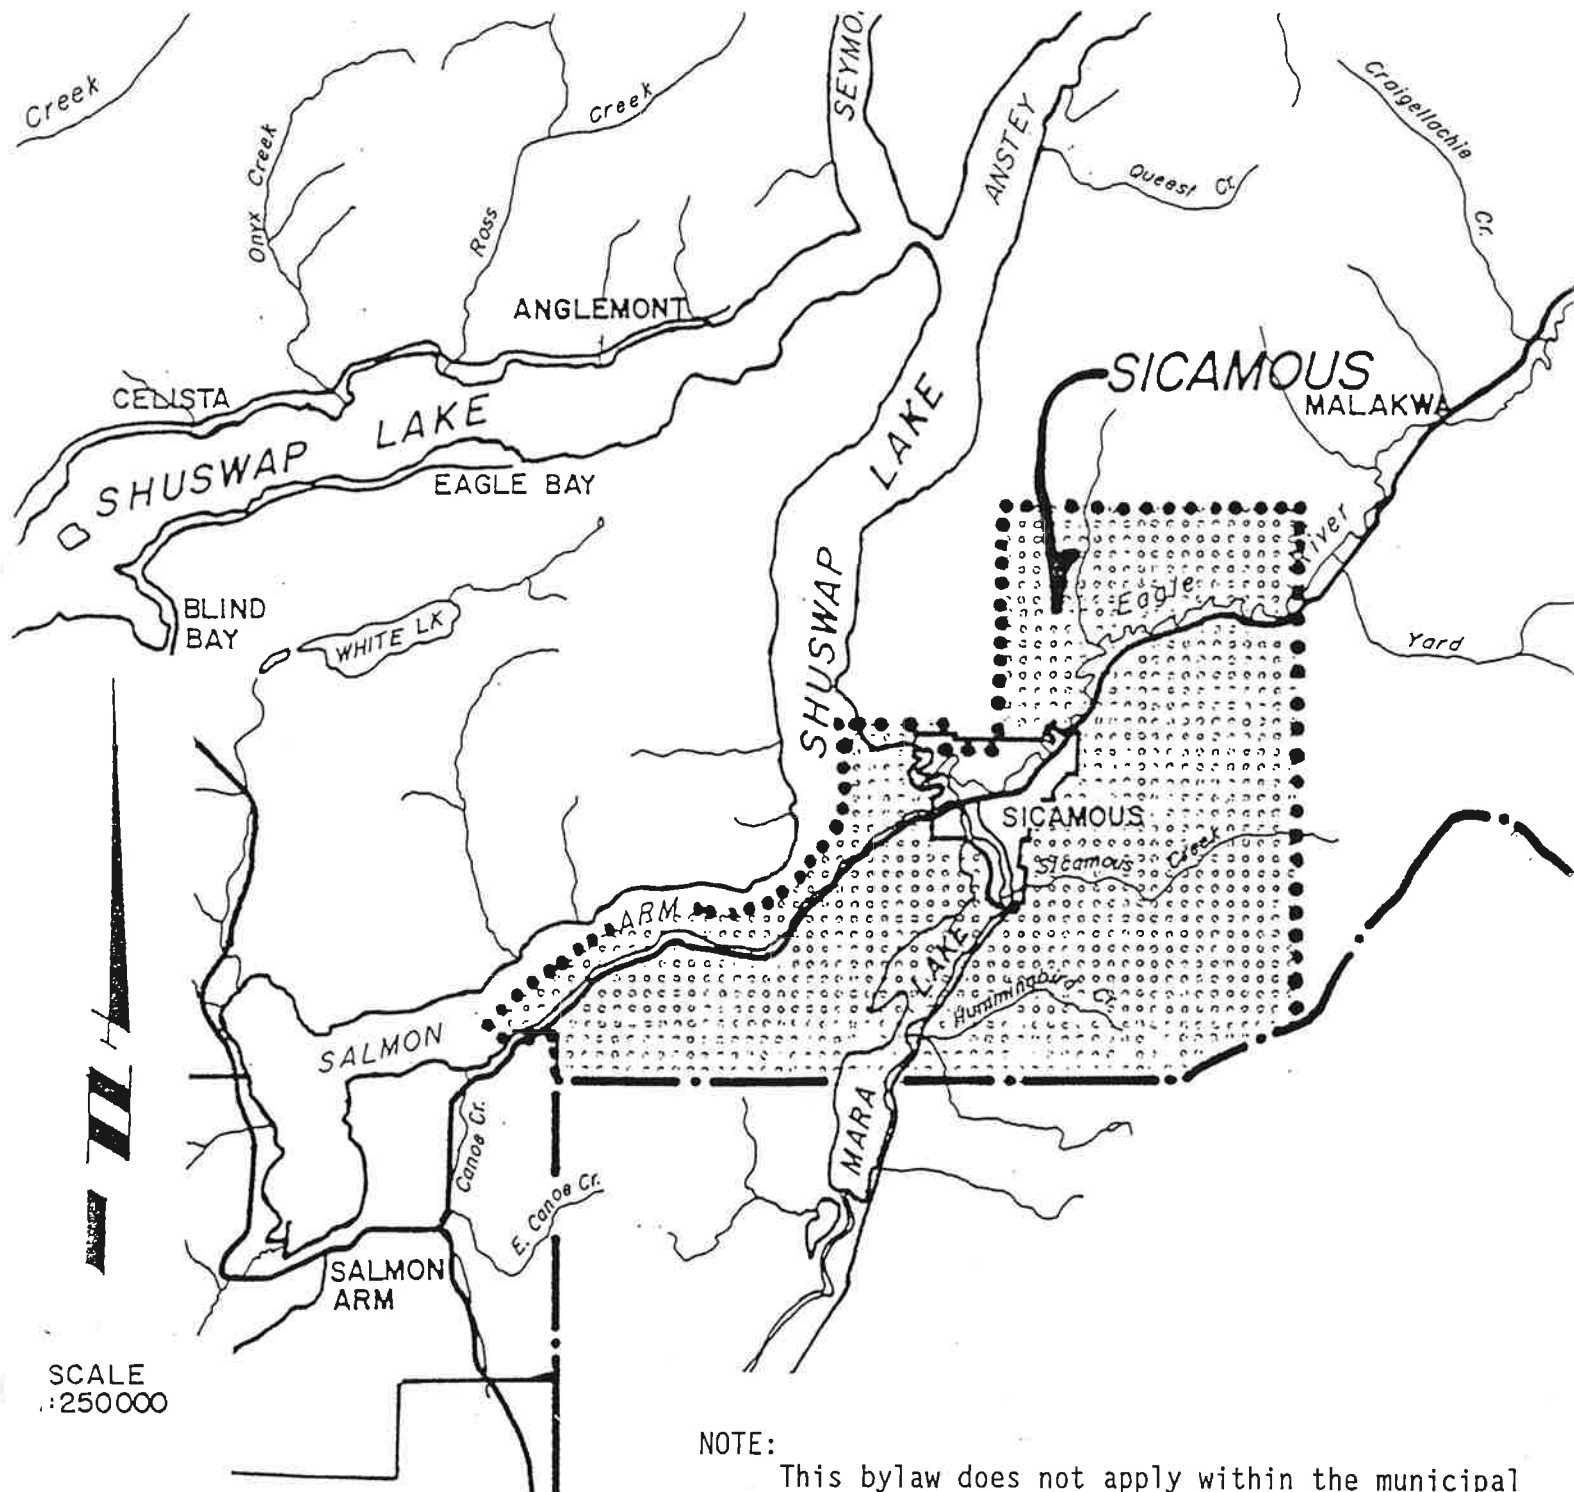 Creek
Onyx Creek
Ross
Creek
SEYMO
ANSTEY
Queest Cr.
Craigellachie
Cr.
ANGLEMONT
CELISTA
SHUSWAP LAKE
EAGLE BAY
SICAMOUS
MALAKWA
BLIND
BAY
WHITE LK
SHUSWAP
LAKE
Eagle
River
Yard
SICAMOUS
Sicamous Creek
ARM
SALMON
LAKE
Hummingbird Cr.
MARA
Canoe Cr.
E. Canoe Cr.
SALMON
ARM
SCALE
:250000
NOTE:
This bylaw does not apply within the municipal